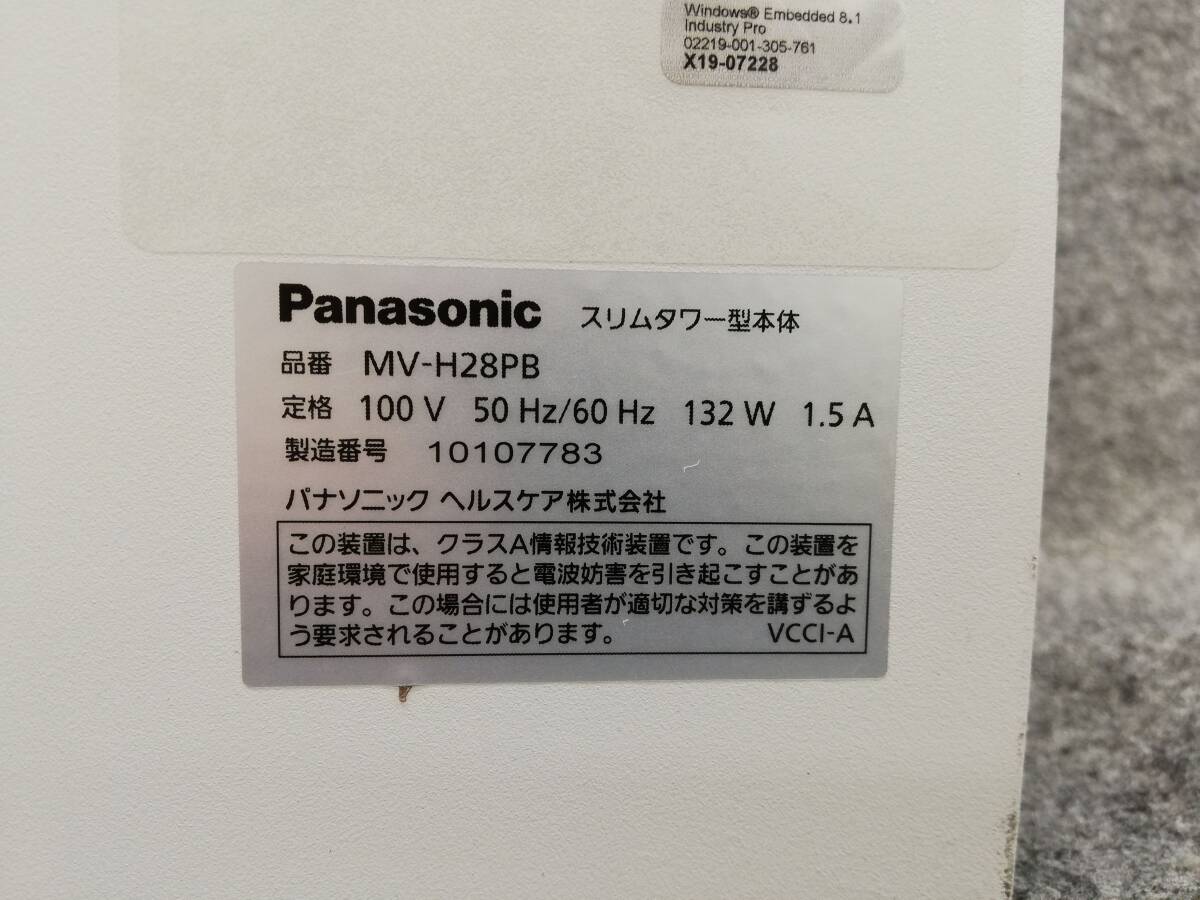 Windows® Embedded 8.1
Industry Pro
02219-001-305-761
X19-07228
Panasonic スリムタワー型本体
品番 MV-H28PB
定格 100 V 50 Hz/60 Hz 132 W 1.5 A
製造番号 10107783
パナソニック ヘルスケア株式会社
この装置は、クラスA情報技術装置です。この装置を
家庭環境で使用すると電波妨害を引き起こすことがあ
ります。この場合には使用者が適切な対策を講ずるよ
う要求されることがあります。 VCCI-A